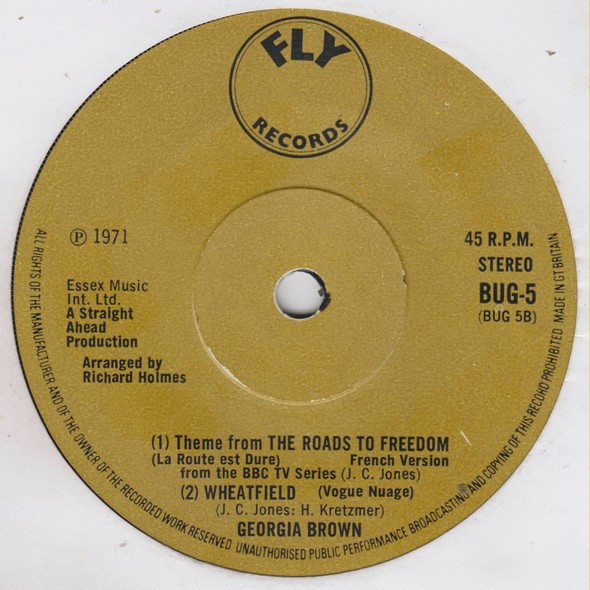 FLY
RECORDS
℗ 1971
45 R.P.M.
STEREO
BUG-5
(BUG 5B)
Essex Music
Int. Ltd.
A Straight
Ahead
Production
Arranged by
Richard Holmes
(1) Theme from THE ROADS TO FREEDOM
(La Route est Dure) French Version
from the BBC TV Series (J. C. Jones)
(2) WHEATFIELD (Vogue Nuage)
(J. C. Jones: H. Kretzmer)
GEORGIA BROWN
ALL RIGHTS OF THE MANUFACTURER AND OF THE OWNER OF THE RECORDED WORK RESERVED UNAUTHORISED PUBLIC PERFORMANCE BROADCASTING AND COPYING OF THIS RECORD PROHIBITED MADE IN GT BRITAIN